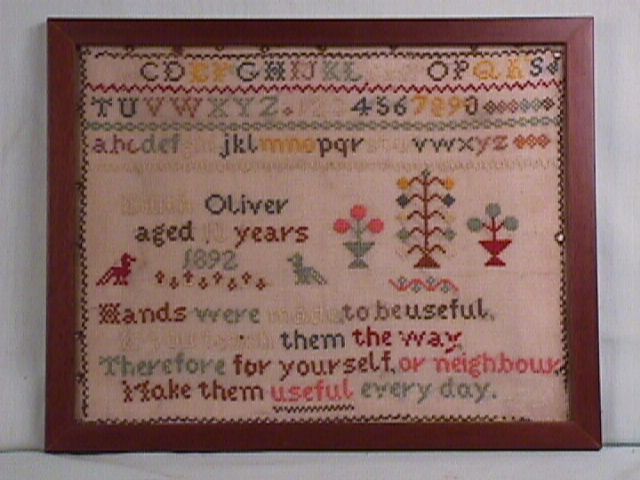 CDEFGHIJKL OPQRS
TUVWXYZ 4567890
abcdef jklmnopqr vwxyz
Oliver
aged years
1892
Hands were made to be useful,
them the way,
Therefore for yourself, or neighbour,
Make them useful every day.